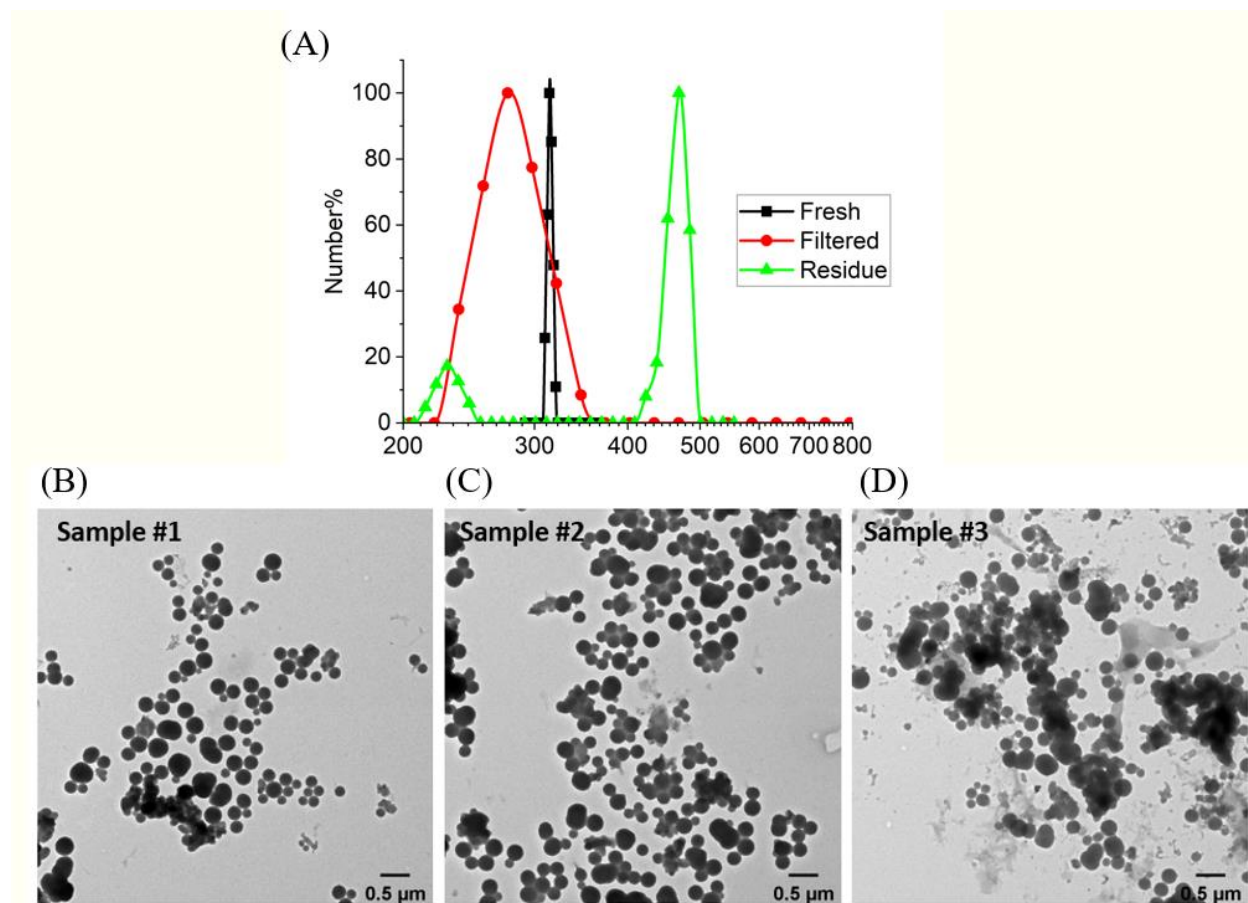 (A)
100
80
60
40
20
0
Number%
Fresh
Filtered
Residue
200 300 400 500 600 700 800
(B) (C) (D)
Sample #1 Sample #2 Sample #3
0.5 µm 0.5 µm 0.5 µm